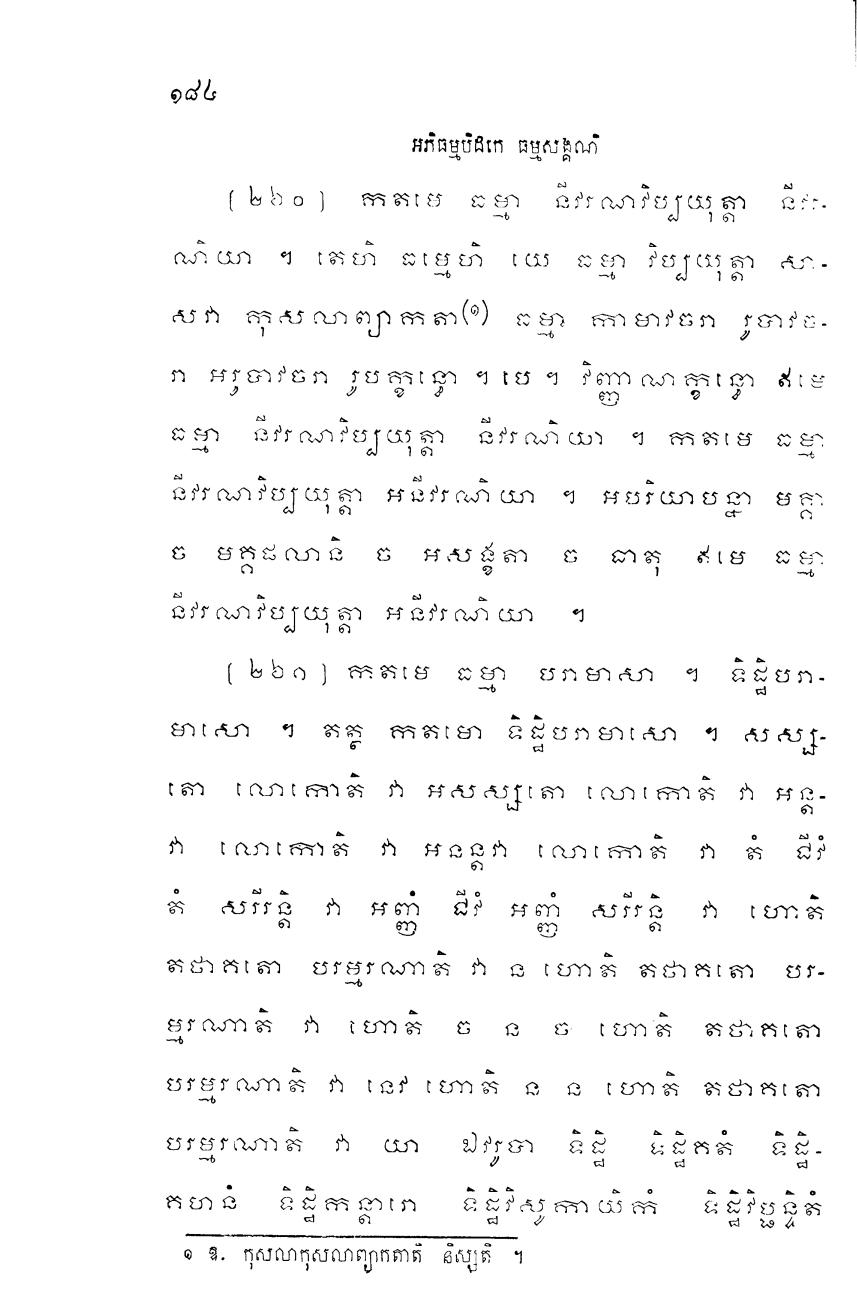 ១៨៤
អភិធម្មបិដកេ ធម្មសង្គណិ
[២៦០] កតមេ ធម្មា នីវរណវិប្បយុត្តា នីវរ-
ណិយា ។ តេហិ ធម្មេហិ យេ ធម្មា វិប្បយុត្តា សា-
សវា កុសលាព្យាកតា(១) ធម្មា កាមាវចរា រូបាវច-
រា អរូបាវចរា រូបក្ខន្ធោ ។ បេ ។ វិញ្ញាណក្ខន្ធោ ឥមេ
ធម្មា នីវរណវិប្បយុត្តា នីវរណិយា ។ កតមេ ធម្មា
នីវរណវិប្បយុត្តា អនីវរណិយា ។ អបរិយាបន្នា មគ្គា
ច មគ្គផលានិ ច អសង្ខតា ច ធាតុ ឥមេ ធម្មា
នីវរណវិប្បយុត្តា អនីវរណិយា ។
[២៦១] កតមេ ធម្មា បរាមាសា ។ ទិដ្ឋិបរា-
មាសោ ។ តត្ថ កតមោ ទិដ្ឋិបរាមាសោ ។ សស្ស-
តោ លោកោតិ វា អសស្សតោ លោកោតិ វា អន្ត-
វា លោកោតិ វា អនន្តវា លោកោតិ វា តំ ជីវំ
តំ សរីរន្តិ វា អញ្ញំ ជីវំ អញ្ញំ សរីរន្តិ វា ហោតិ
តថាគតោ បរម្មរណាតិ វា ន ហោតិ តថាគតោ បរ-
ម្មរណាតិ វា ហោតិ ច ន ច ហោតិ តថាគតោ
បរម្មរណាតិ វា នេវ ហោតិ ន ន ហោតិ តថាគតោ
បរម្មរណាតិ វា យា ឯវរូបា ទិដ្ឋិ ទិដ្ឋិគតំ ទិដ្ឋិ-
គហនំ ទិដ្ឋិកន្តារោ ទិដ្ឋិវិសូកាយិកំ ទិដ្ឋិវិប្ផន្ទិតំ
១ ឱ. កុសលាកុសលាព្យាកតាតិ និស្សតិ ។